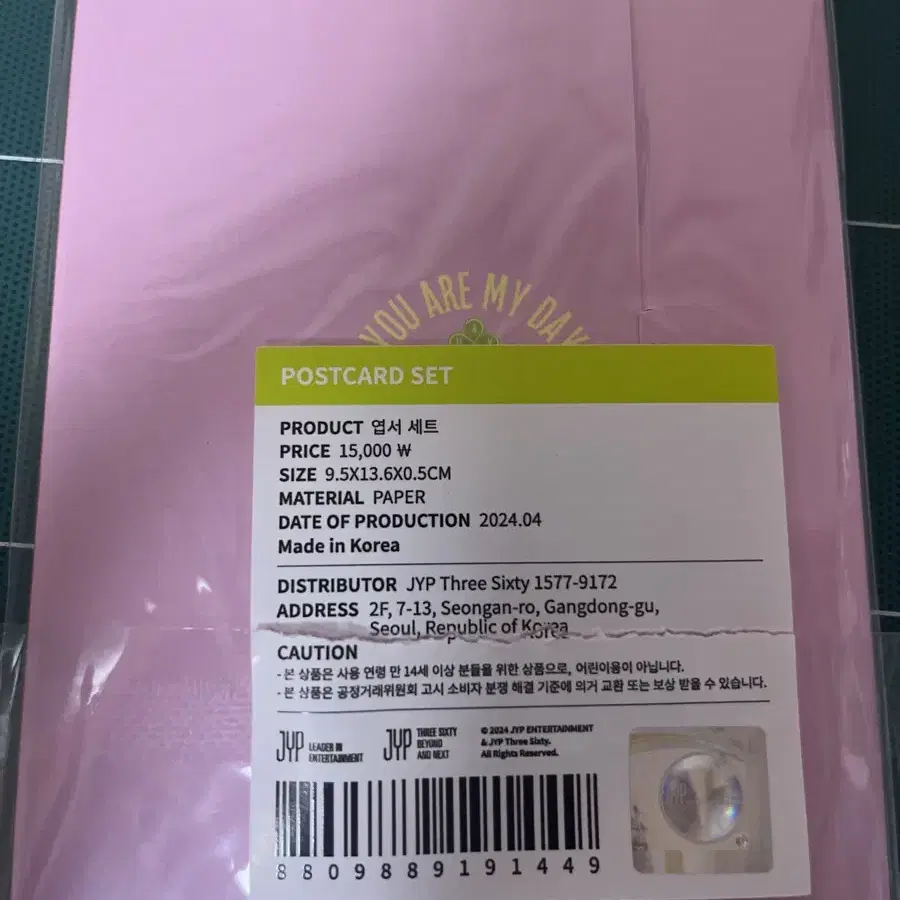 YOU ARE MY DAY
POSTCARD SET
PRODUCT 엽서 세트
PRICE 15,000 ₩
SIZE 9.5X13.6X0.5CM
MATERIAL PAPER
DATE OF PRODUCTION 2024.04
Made in Korea
DISTRIBUTOR JYP Three Sixty 1577-9172
ADDRESS 2F, 7-13, Seongan-ro, Gangdong-gu,
Seoul, Republic of Korea
CAUTION
- 본 상품은 사용 연령 만 14세 이상 분들을 위한 상품으로, 어린이용이 아닙니다.
- 본 상품은 공정거래위원회 고시 소비자 분쟁 해결 기준에 의거 교환 또는 보상 받을 수 있습니다.
JYP LEADER IN
ENTERTAINMENT
JYP THREE SIXTY
BEYOND
AND NEXT
© 2024 JYP ENTERTAINMENT
& JYP Three Sixty.
All Rights Reserved.
8809889191449